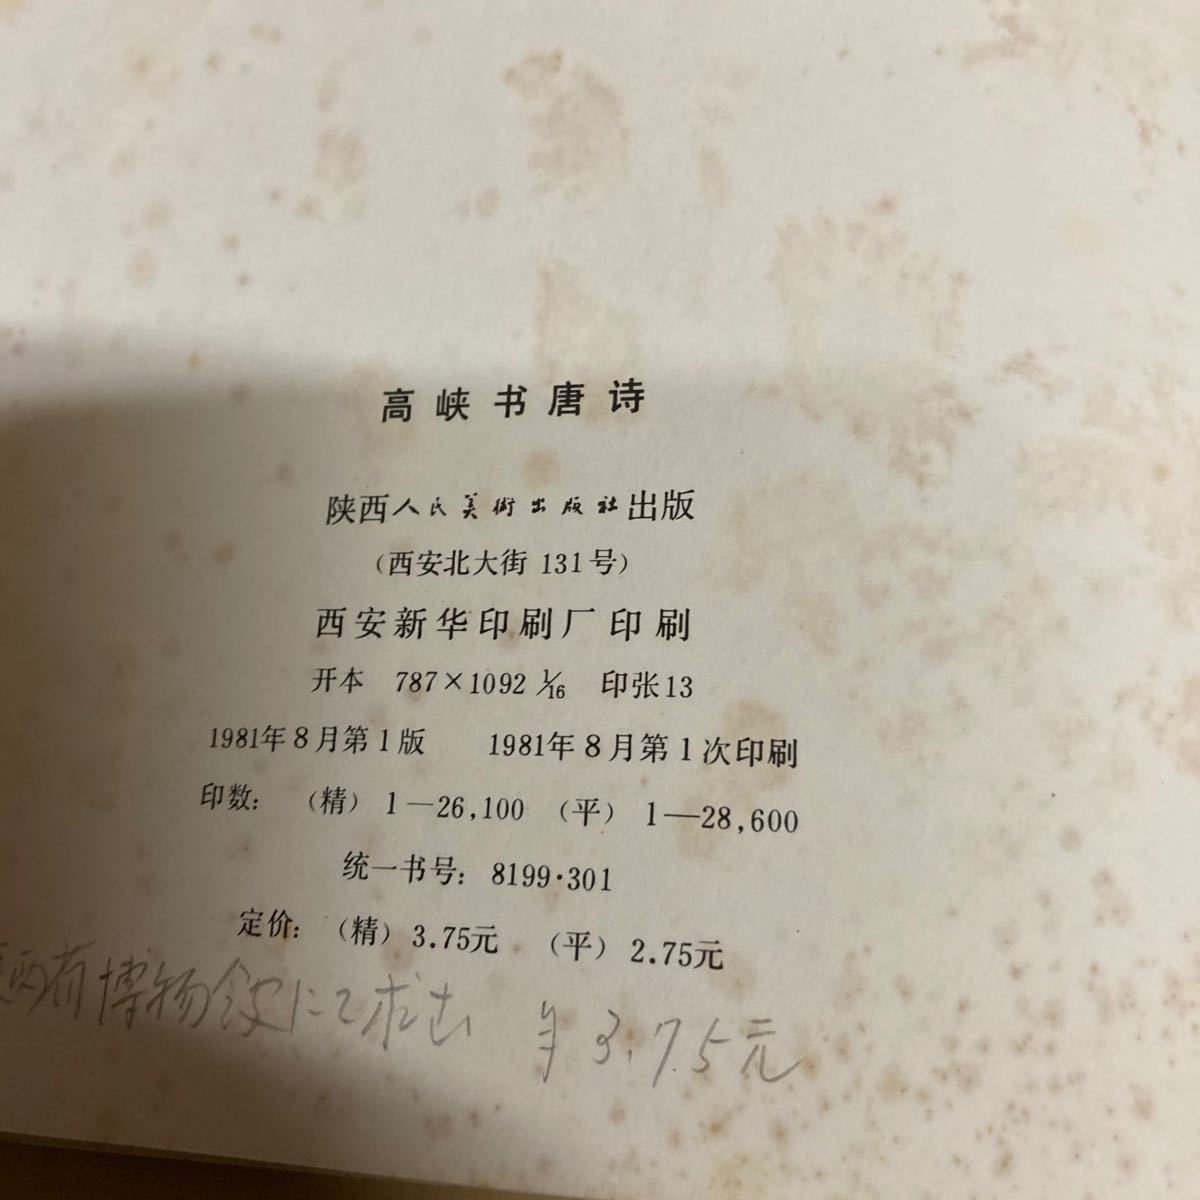 高峡书唐诗
陕西人民美術出版社出版
（西安北大街 131号）
西安新华印刷厂印刷
开本 787×1092 1/16 印张13
1981年8月第1版 1981年8月第1次印刷
印数：（精）1—26,100 （平）1—28,600
统一书号：8199·301
定价：（精）3.75元 （平）2.75元
西省博物館にて求む ¥3.75元